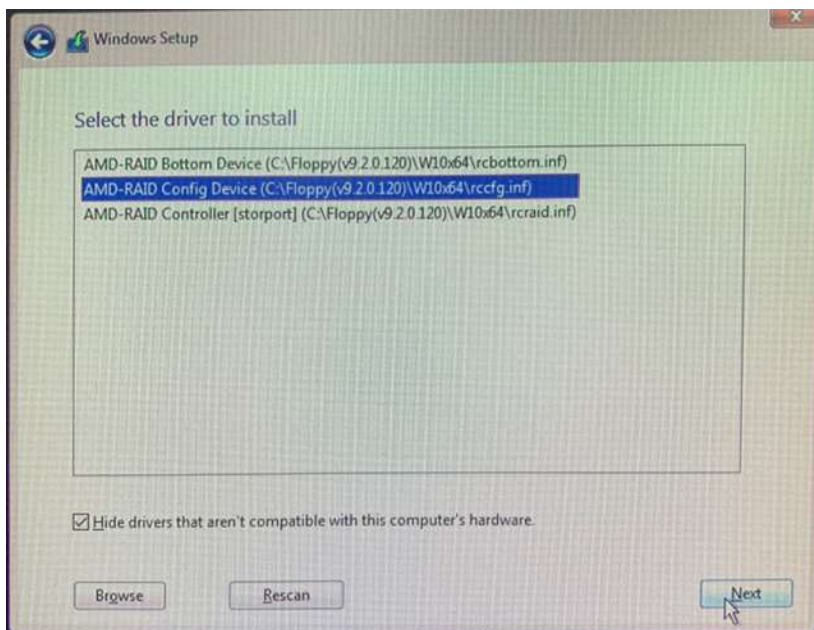 Windows Setup
Select the driver to install
AMD-RAID Bottom Device (C:\Floppy(v9.2.0.120)\W10x64\rcbottom.inf)
AMD-RAID Config Device (C:\Floppy(v9.2.0.120)\W10x64\rccfg.inf)
AMD-RAID Controller [storport] (C:\Floppy(v9.2.0.120)\W10x64\rcraid.inf)
Hide drivers that aren't compatible with this computer's hardware.
Browse
Rescan
Next